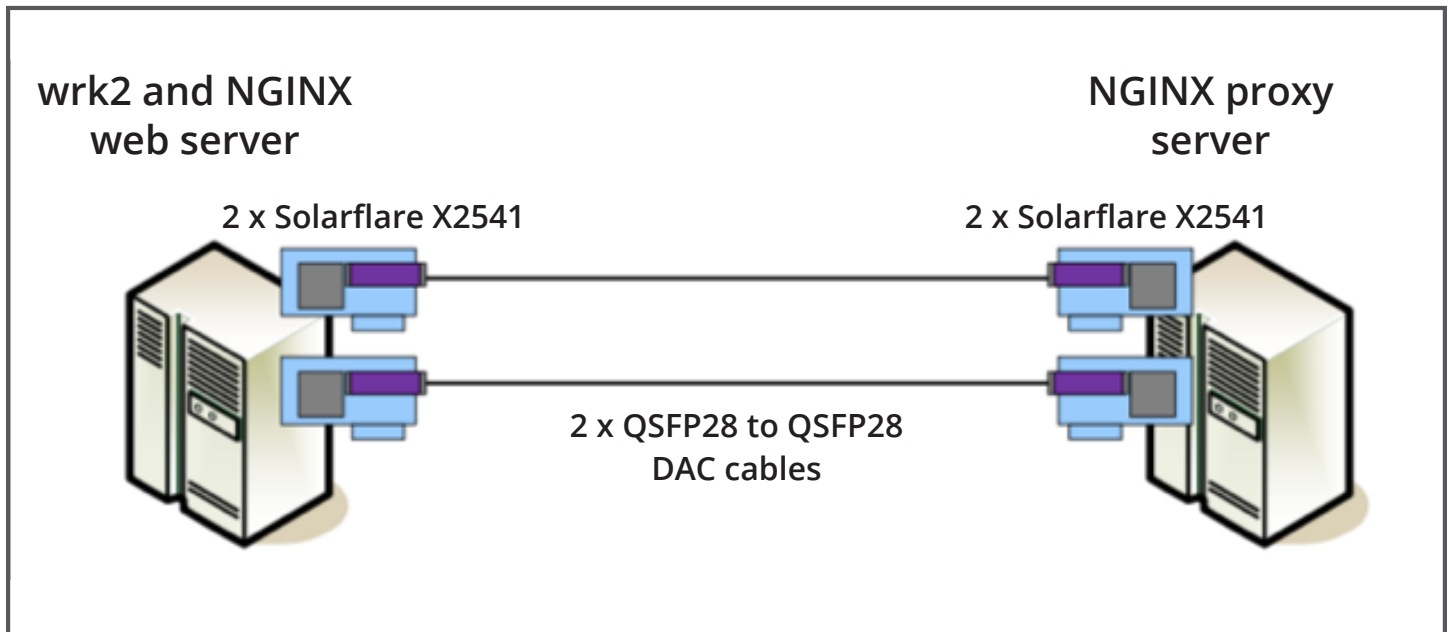 wrk2 and NGINX
web server
NGINX proxy
server
2 x Solarflare X2541
2 x Solarflare X2541
2 x QSFP28 to QSFP28
DAC cables